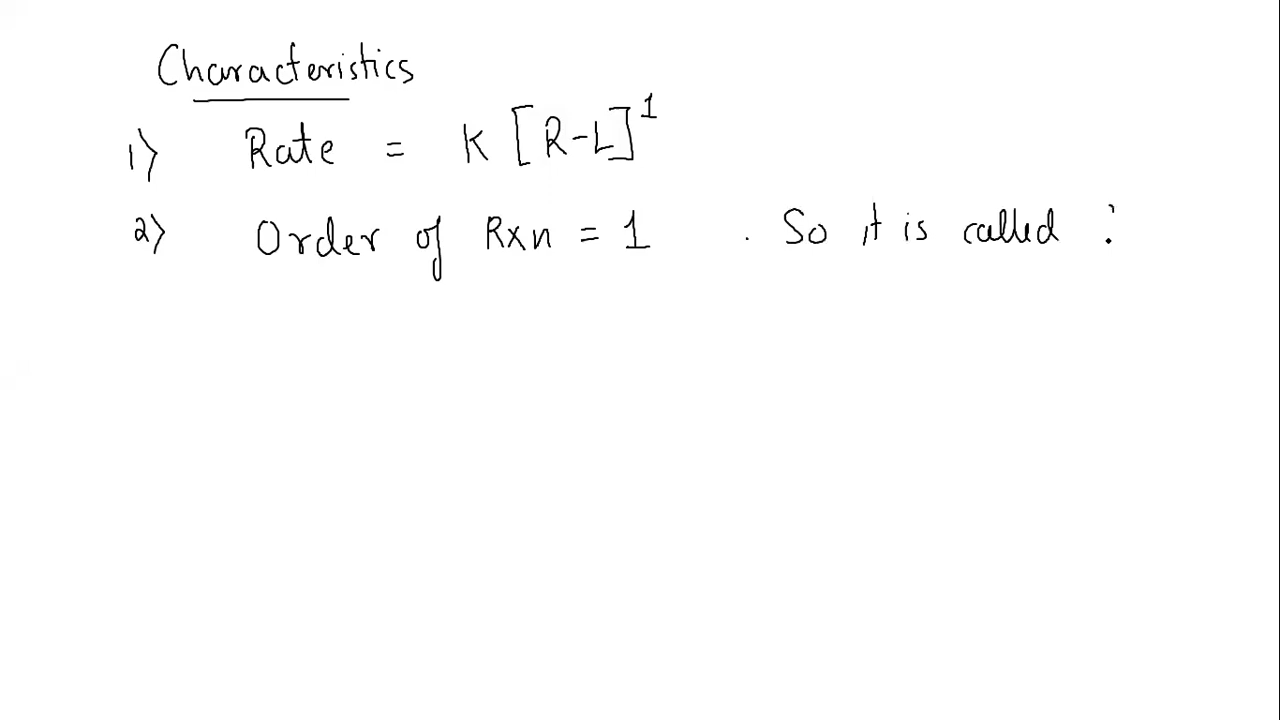 Characteristics
1) Rate = K [R-L]^1
2) Order of Rxn = 1 . So it is called :